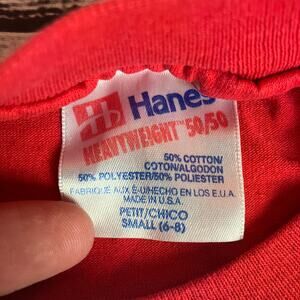 Hanes
HEAVYWEIGHT™ 50/50
50% COTTON/
COTON/ALGODON
50% POLYESTER/50% POLIESTER
FABRIQUE AUX É-U/HECHO EN LOS E.U.A.
MADE IN U.S.A.
PETIT/CHICO
SMALL (6-8)